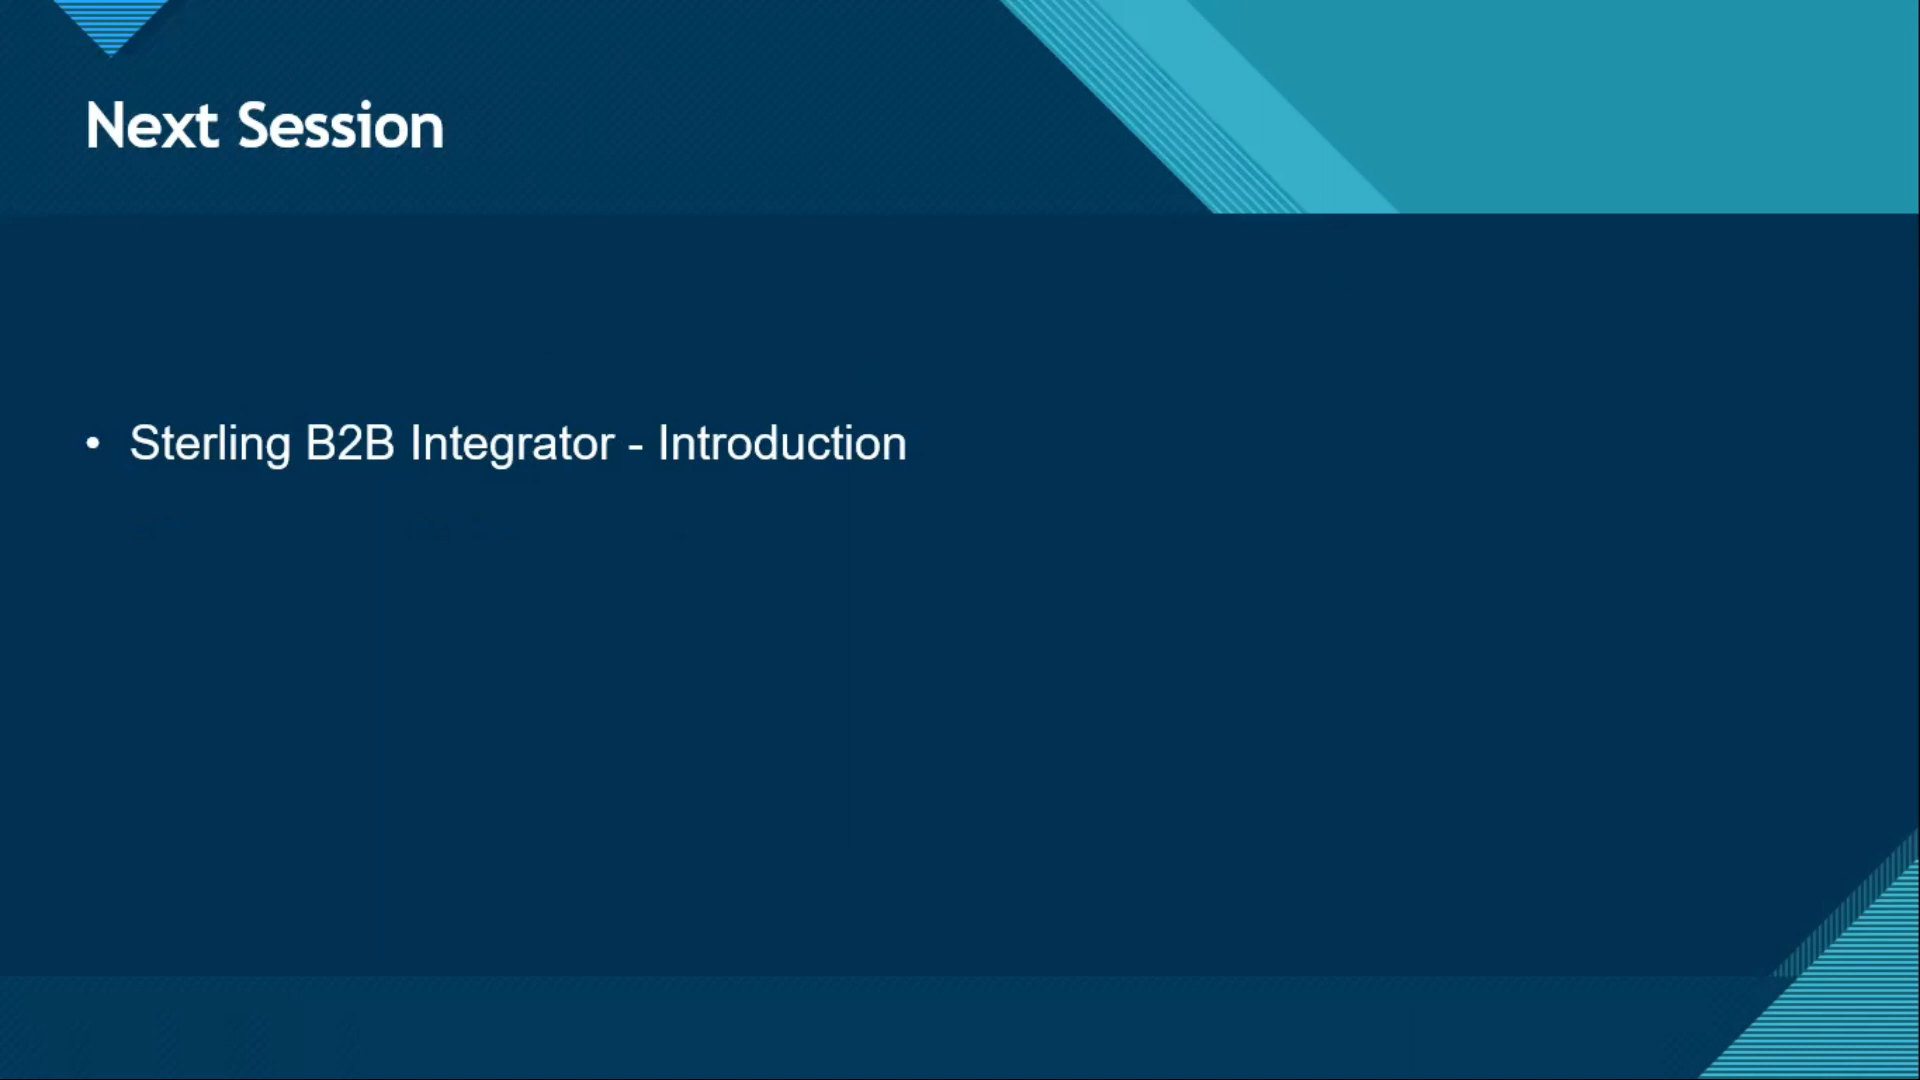 Next Session
• Sterling B2B Integrator - Introduction